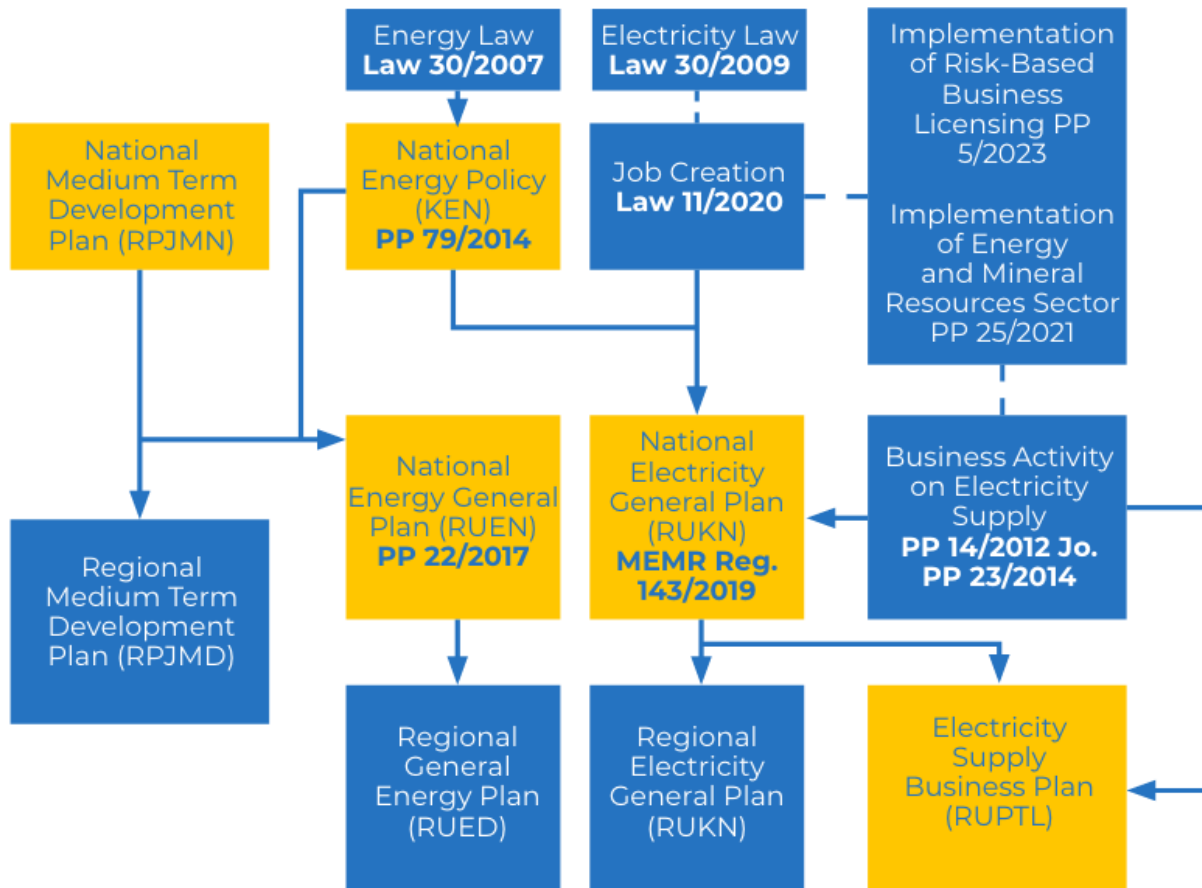 Energy Law
Law 30/2007
Electricity Law
Law 30/2009
Implementation
of Risk-Based
Business
Licensing PP
5/2023
Implementation
of Energy
and Mineral
Resources Sector
PP 25/2021
National
Medium Term
Development
Plan (RPJMN)
National
Energy Policy
(KEN)
PP 79/2014
Job Creation
Law 11/2020
National
Energy General
Plan (RUEN)
PP 22/2017
National
Electricity
General Plan
(RUKN)
MEMR Reg.
143/2019
Business Activity
on Electricity
Supply
PP 14/2012 Jo.
PP 23/2014
Regional
Medium Term
Development
Plan (RPJMD)
Regional
General
Energy Plan
(RUED)
Regional
Electricity
General Plan
(RUKN)
Electricity
Supply
Business Plan
(RUPTL)